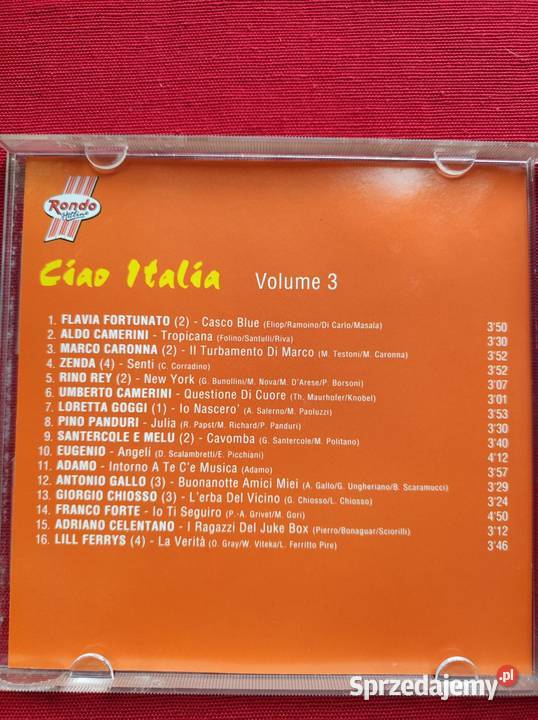 Rondo
Hitline
Ciao Italia Volume 3
1. FLAVIA FORTUNATO (2) - Casco Blue (Eliop/Ramoino/Di Carlo/Masala) 3'50
2. ALDO CAMERINI - Tropicana (Folino/Santulli/Riva) 3'30
3. MARCO CARONNA (2) - Il Turbamento Di Marco (M. Testoni/M. Caronna) 3'52
4. ZENDA (4) - Senti (C. Corradino) 3'52
5. RINO REY (2) - New York (G. Bunollini/M. Nova/M. D'Arese/P. Borsoni) 3'07
6. UMBERTO CAMERINI - Questione Di Cuore (Th. Maurhofer/Knobel) 3'01
7. LORETTA GOGGI (1) - Io Nascero' (A. Salerno/M. Paoluzzi) 3'53
8. PINO PANDURI - Julia (R. Papst/M. Richard/P. Panduri) 3'30
9. SANTERCOLE E MELU (2) - Cavomba (G. Santercole/M. Politano) 3'40
10. EUGENIO - Angeli (D. Scalambretti/E. Picchiani) 4'12
11. ADAMO - Intorno A Te C'e Musica (Adamo) 3'57
12. ANTONIO GALLO (3) - Buonanotte Amici Miei (A. Gallo/G. Ungheriano/B. Scaramucci) 3'29
13. GIORGIO CHIOSSO (3) - L'erba Del Vicino (G. Chiosso/L. Chiosso) 3'24
14. FRANCO FORTE - Io Ti Seguiro (P.-A. Grivet/M. Gori) 4'50
15. ADRIANO CELENTANO - I Ragazzi Del Juke Box (Pierro/Bonaguar/Sciorilli) 3'12
16. LILL FERRYS (4) - La Verità (O. Gray/W. Viteka/L. Ferritto Pire) 3'46
Sprzedajemy.pl